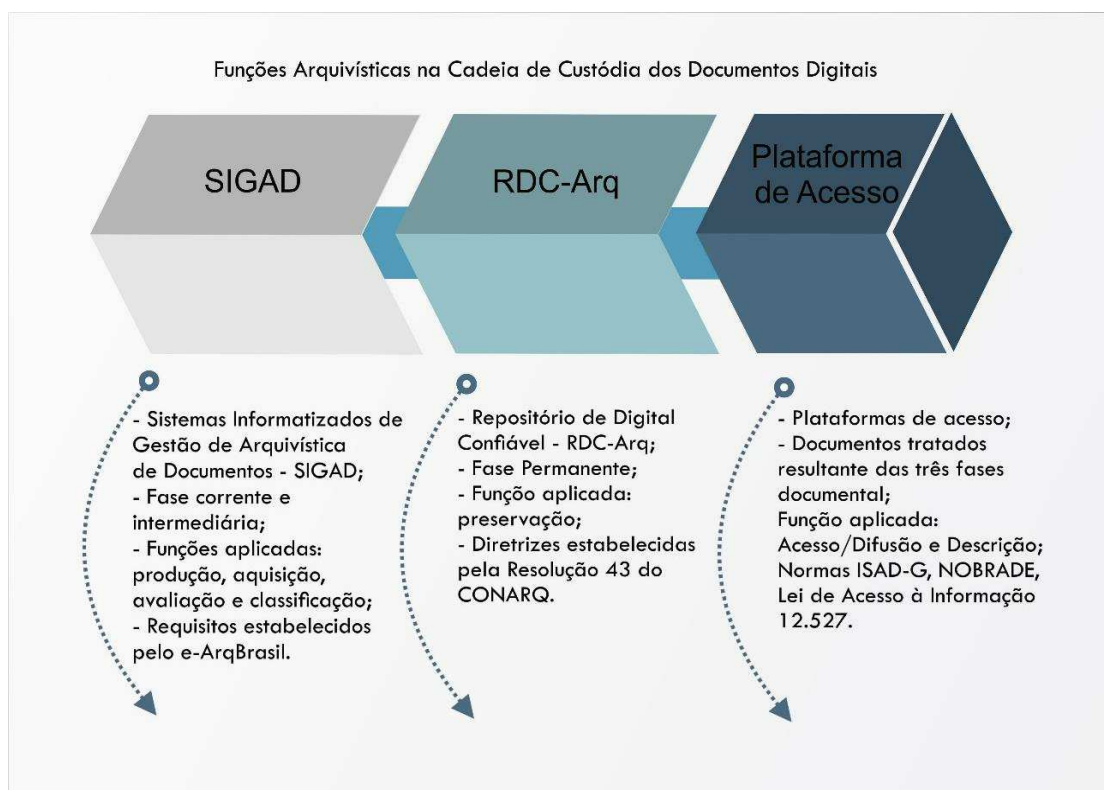 Funções Arquivísticas na Cadeia de Custódia dos Documentos Digitais
SIGAD
RDC-Arq
Plataforma
de Acesso
- Sistemas Informatizados de
Gestão de Arquivística
de Documentos - SIGAD;
- Fase corrente e
intermediária;
- Funções aplicadas:
produção, aquisição,
avaliação e classificação;
- Requisitos estabelecidos
pelo e-ArqBrasil.
- Repositório de Digital
Confiável - RDC-Arq;
- Fase Permanente;
- Função aplicada:
preservação;
- Diretrizes estabelecidas
pela Resolução 43 do
CONARQ.
- Plataformas de acesso;
- Documentos tratados
resultante das três fases
documental;
Função aplicada:
Acesso/Difusão e Descrição;
Normas ISAD-G, NOBRADE,
Lei de Acesso à Informação
12.527.